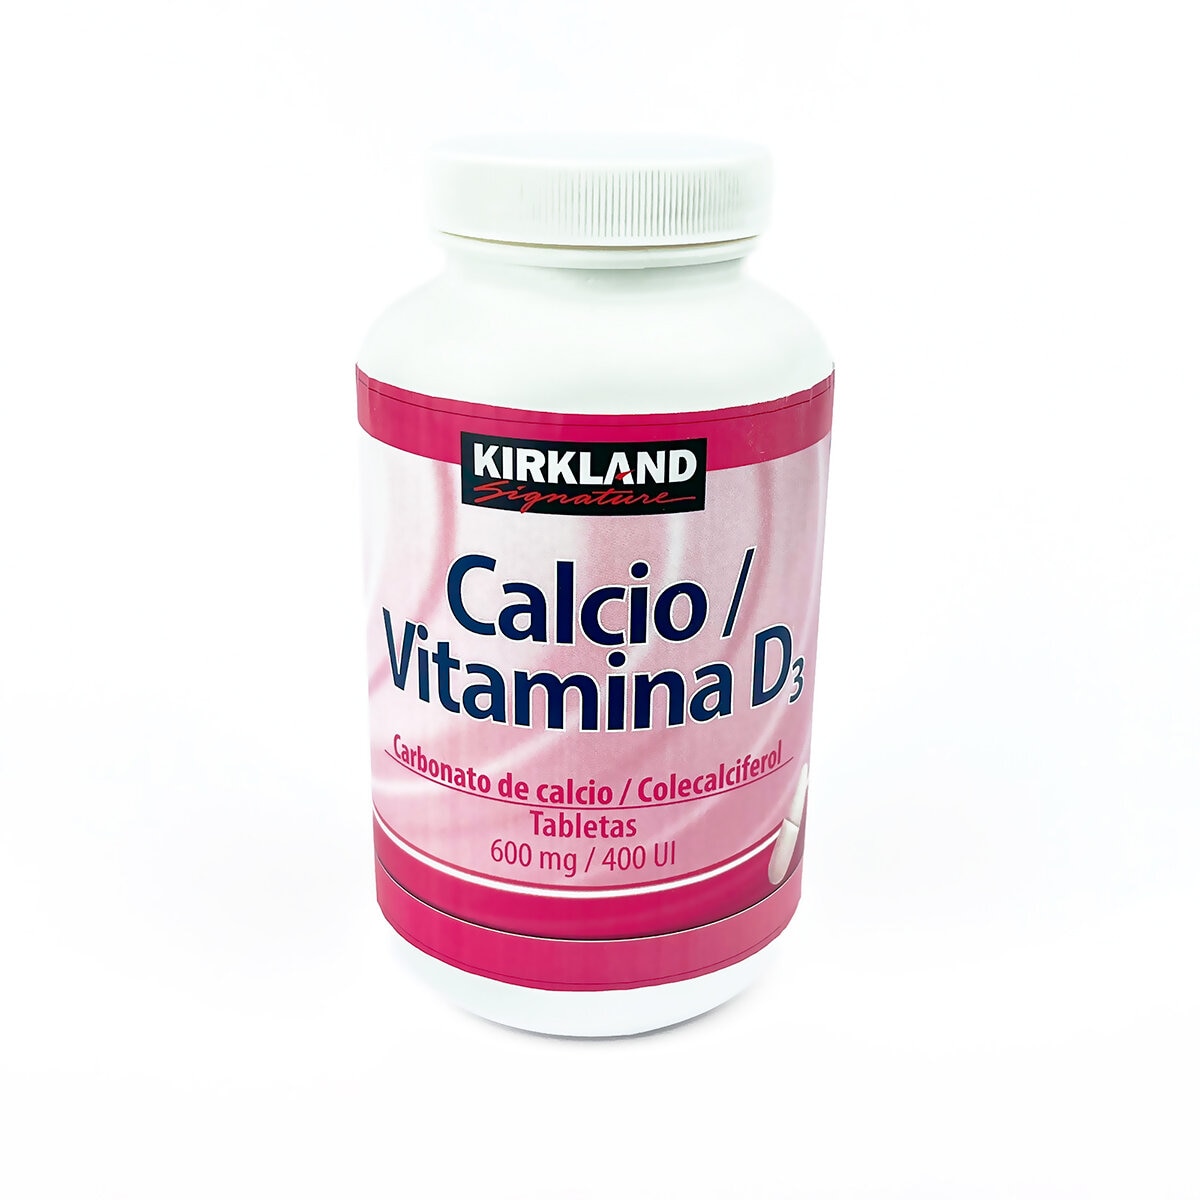 KIRKLAND
Signature
Calcio /
Vitamina D3
Carbonato de calcio / Colecalciferol
Tabletas
600 mg / 400 UI